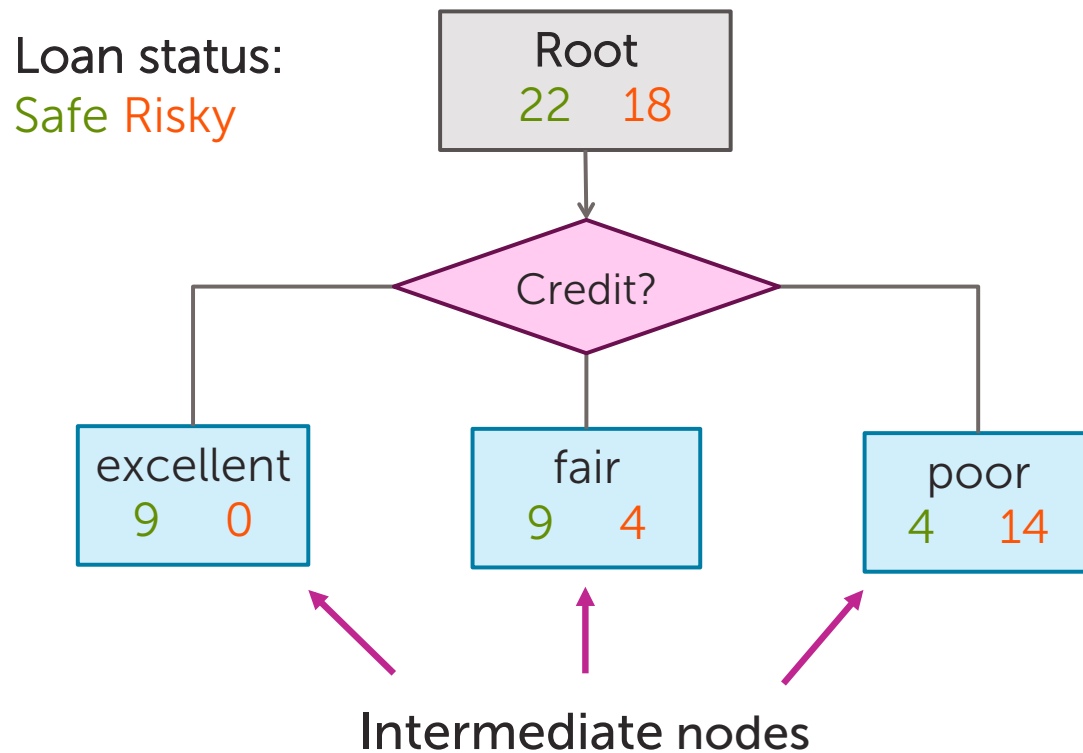 Loan status:
Safe Risky
Root
22 18
Credit?
excellent
9 0
fair
9 4
poor
4 14
Intermediate nodes